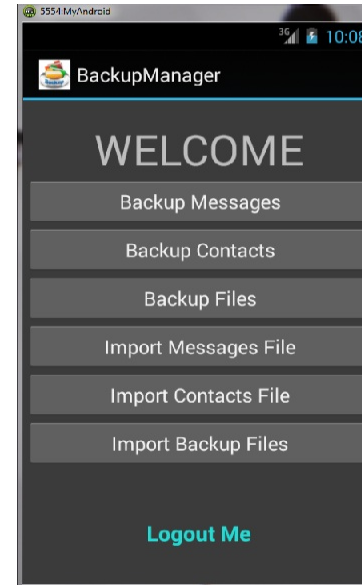 5554 MyAndroid
3G 10:08
BackupManager
WELCOME
Backup Messages
Backup Contacts
Backup Files
Import Messages File
Import Contacts File
Import Backup Files
Logout Me